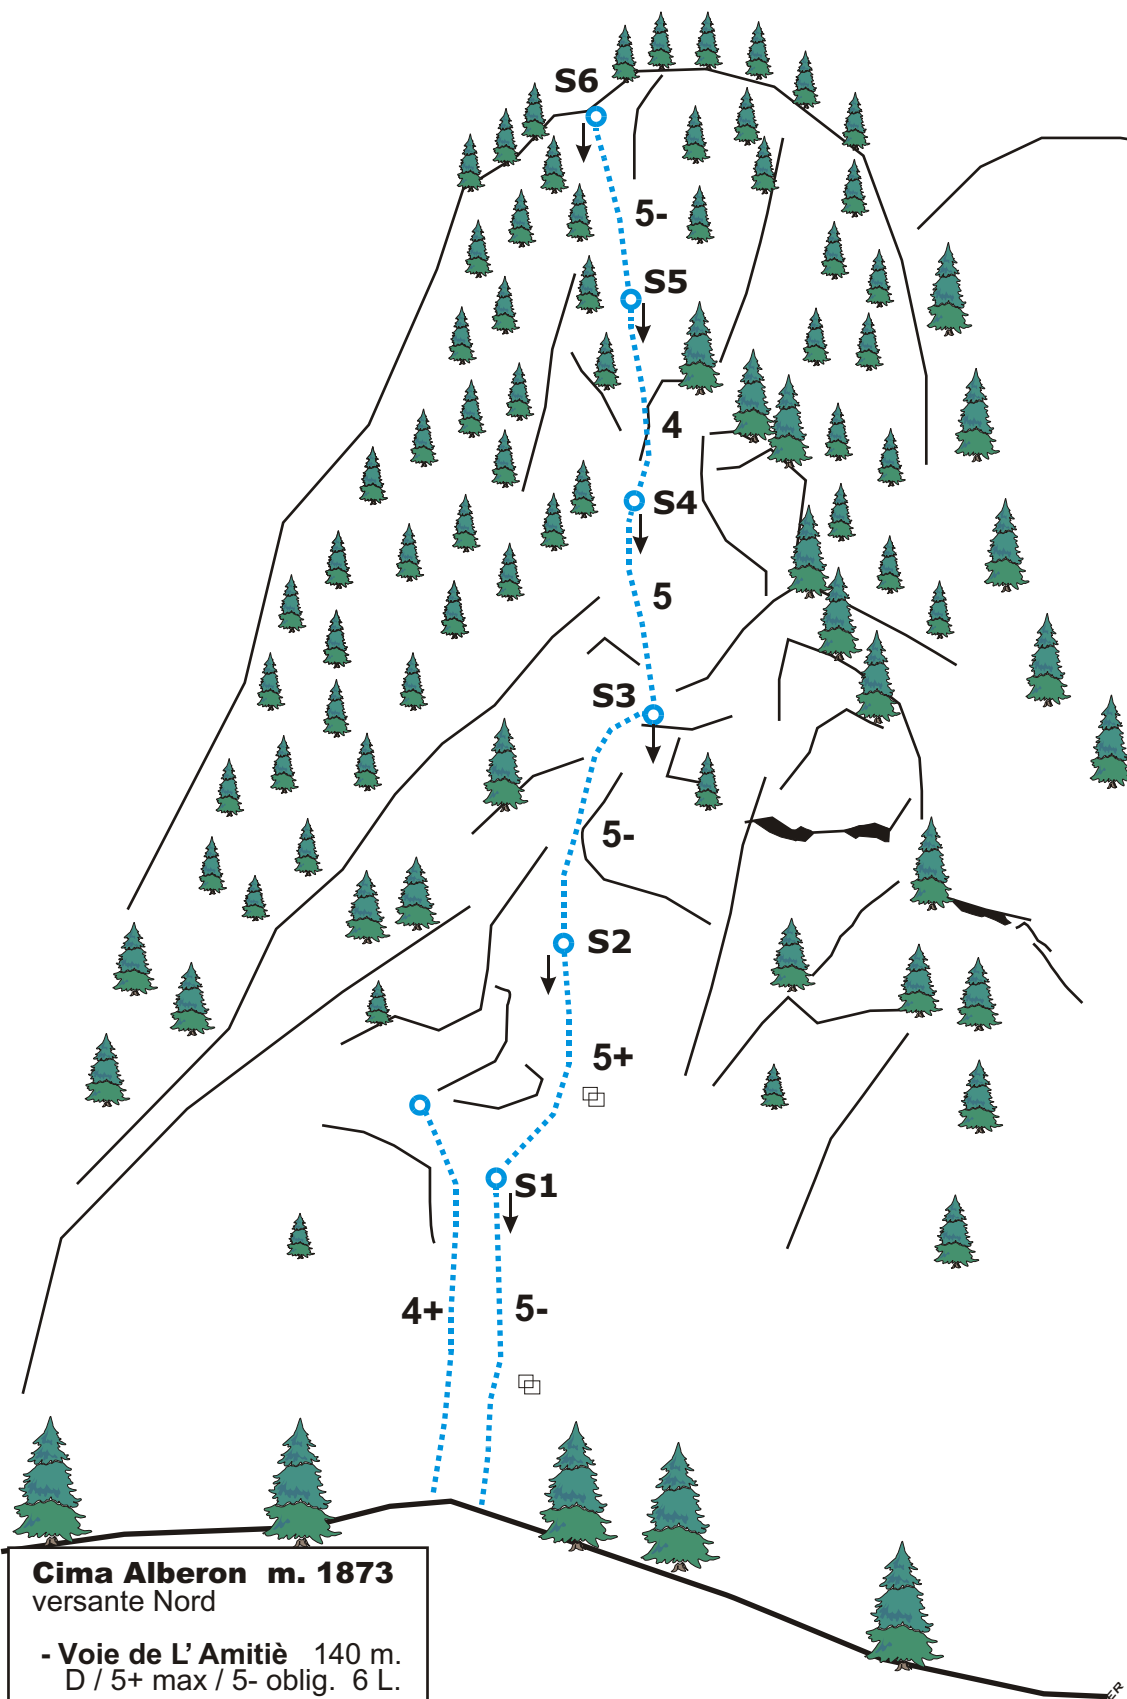 S6
5-
S5
4
S4
5
S3
5-
S2
5+
S1
4+
5-
Cima Alberon m. 1873
versante Nord
- Voie de L' Amitiè 140 m.
D / 5+ max / 5- oblig. 6 L.